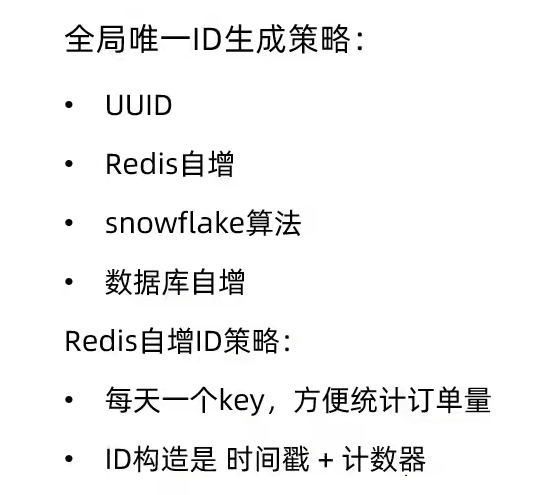 全局唯一ID生成策略：
• UUID
• Redis自增
• snowflake算法
• 数据库自增
Redis自增ID策略：
• 每天一个key，方便统计订单量
• ID构造是 时间戳 + 计数器